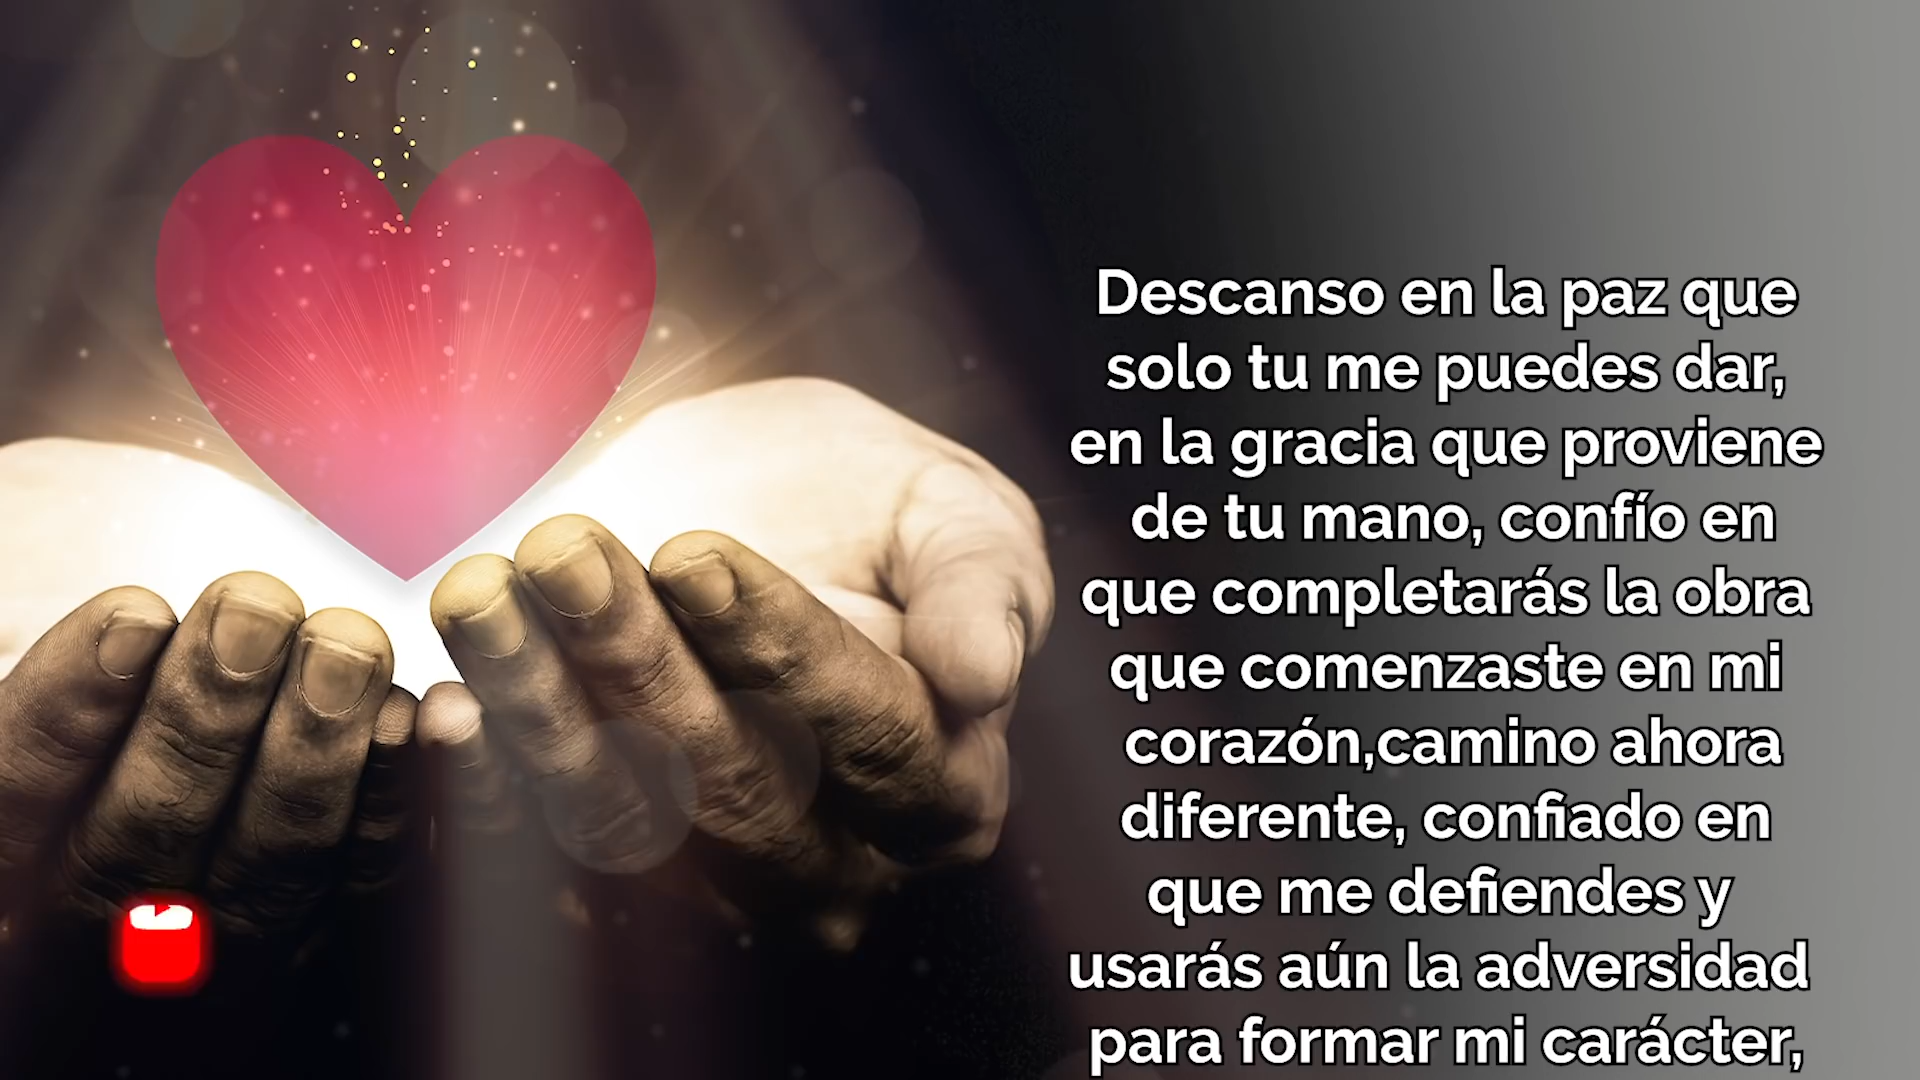 Descanso en la paz que
solo tu me puedes dar,
en la gracia que proviene
de tu mano, confío en
que completarás la obra
que comenzaste en mi
corazón,camino ahora
diferente, confiado en
que me defiendes y
usarás aún la adversidad
para formar mi carácter,